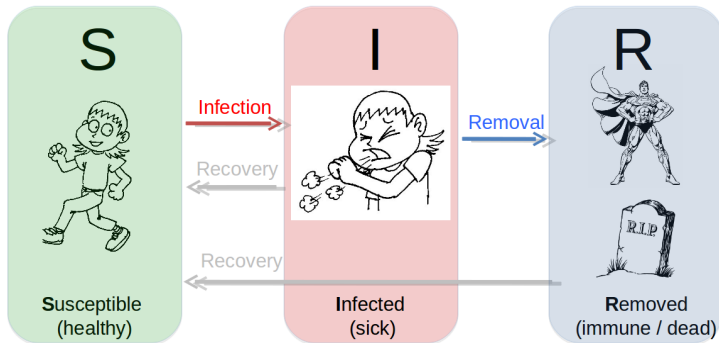 S
I
R
Infection
Removal
Recovery
Recovery
R.I.P.
Susceptible
(healthy)
Infected
(sick)
Removed
(immune / dead)